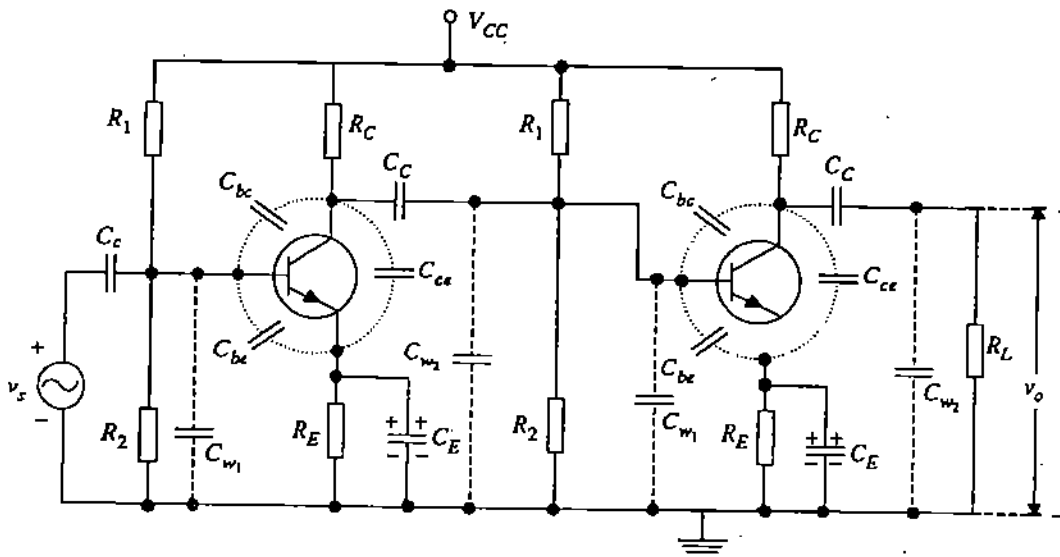 V_CC
R_1
R_C
R_1
R_C
C_C
C_C
C_bc
C_bc
C_c
C_ce
C_ce
C_be
C_w2
C_be
R_L
+
v_s
−
R_2
C_w1
R_E
+ +
C_E
R_2
C_w1
R_E
+ +
C_E
C_w2
v_o